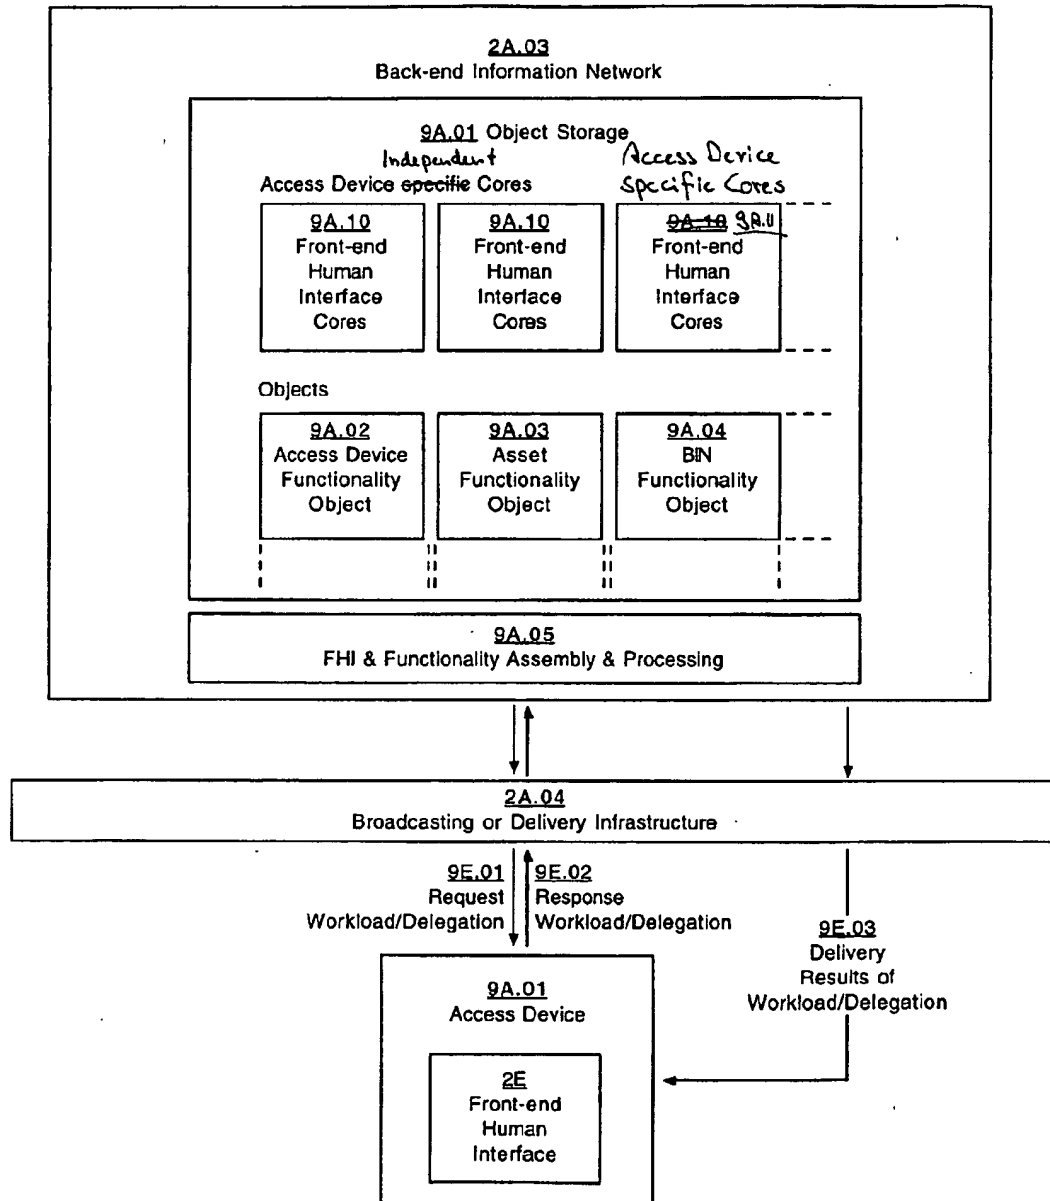 2A.03
Back-end Information Network
9A.01 Object Storage
Independent
Access Device specific Cores
Access Device
Specific Cores
9A.10
Front-end
Human
Interface
Cores
9A.10
Front-end
Human
Interface
Cores
9A.10 9A.11
Front-end
Human
Interface
Cores
Objects
9A.02
Access Device
Functionality
Object
9A.03
Asset
Functionality
Object
9A.04
BIN
Functionality
Object
9A.05
FHI & Functionality Assembly & Processing
2A.04
Broadcasting or Delivery Infrastructure
9E.01
Request
Workload/Delegation
9E.02
Response
Workload/Delegation
9E.03
Delivery
Results of
Workload/Delegation
9A.01
Access Device
2E
Front-end
Human
Interface